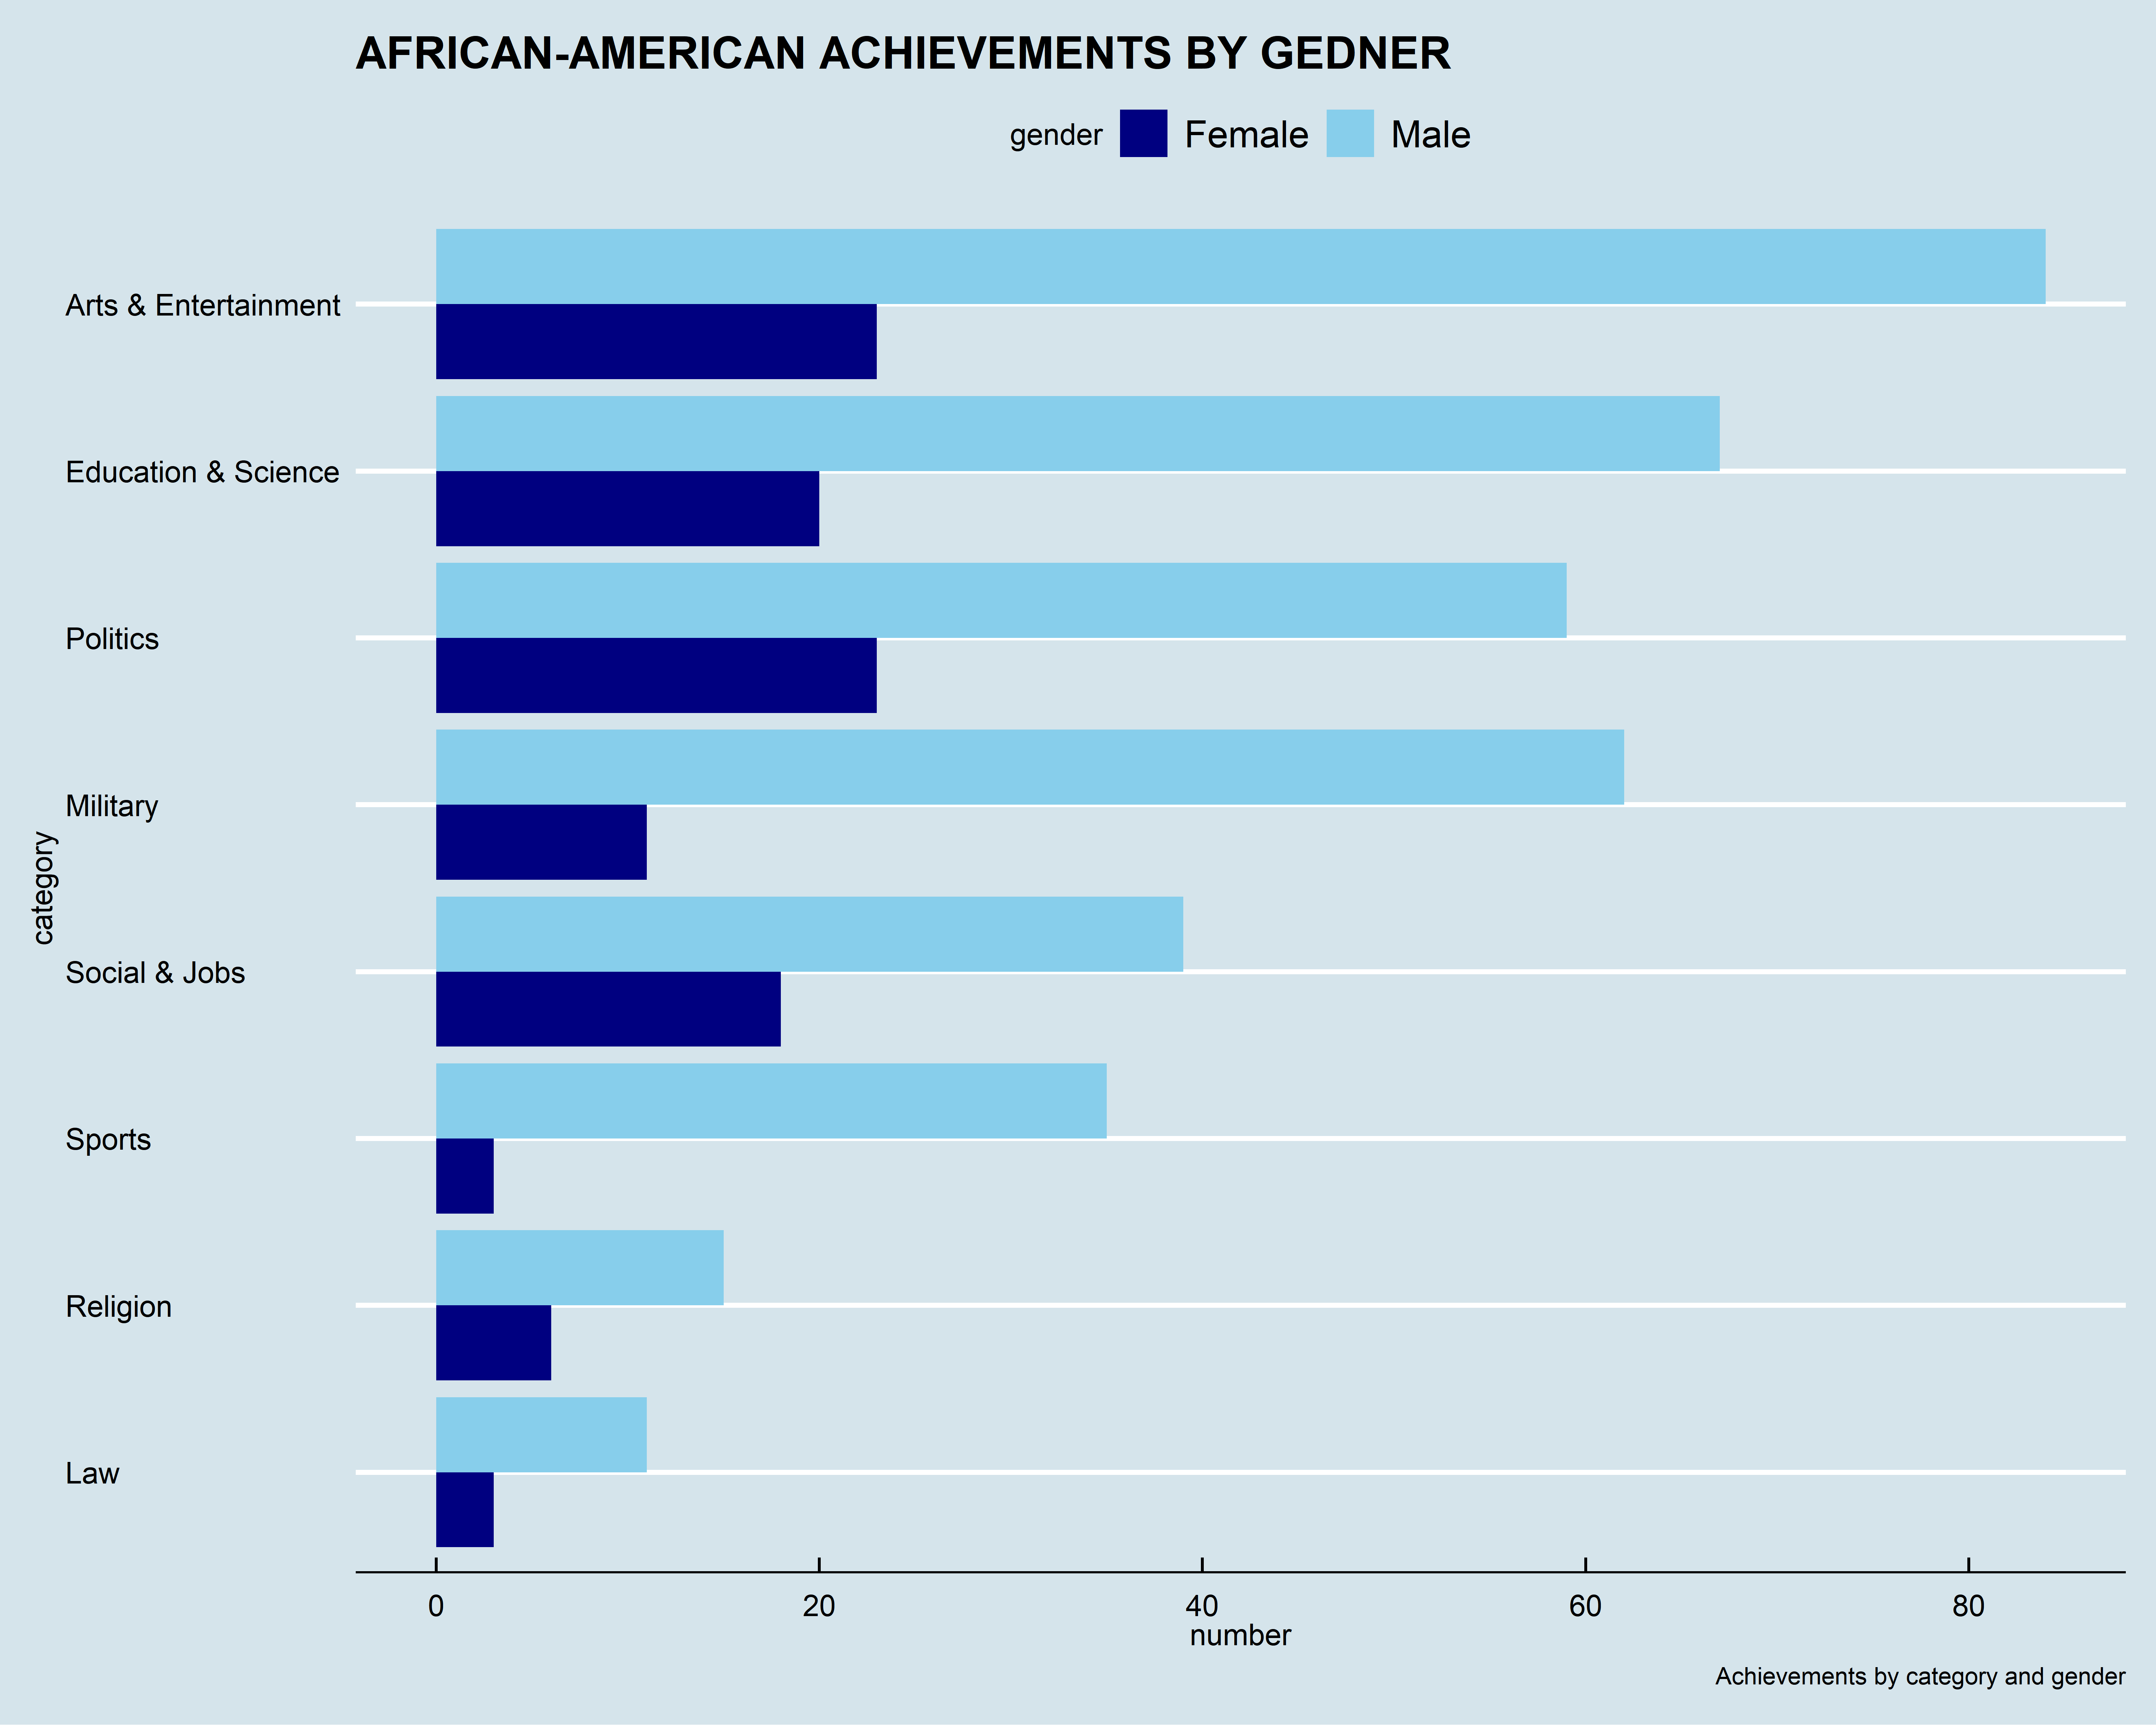 AFRICAN-AMERICAN ACHIEVEMENTS BY GEDNER
gender Female Male
Arts & Entertainment
Education & Science
Politics
Military
category
Social & Jobs
Sports
Religion
Law
0 20 40 60 80
number
Achievements by category and gender